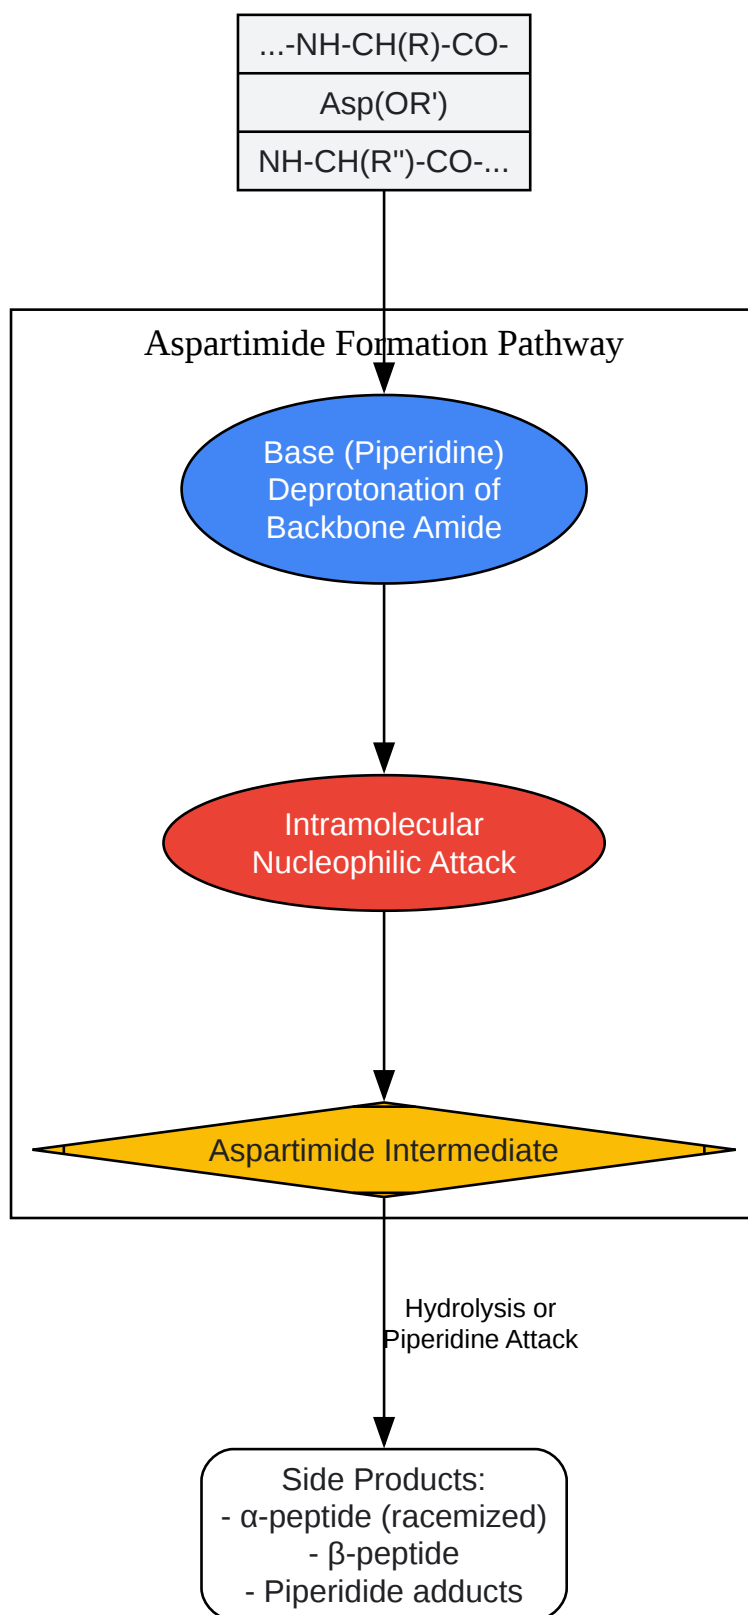 ...-NH-CH(R)-CO-
Asp(OR')
NH-CH(R")-CO-...
Aspartimide Formation Pathway
Base (Piperidine)
Deprotonation of
Backbone Amide
Intramolecular
Nucleophilic Attack
Aspartimide Intermediate
Hydrolysis or
Piperidine Attack
Side Products:
- α-peptide (racemized)
- β-peptide
- Piperidide adducts